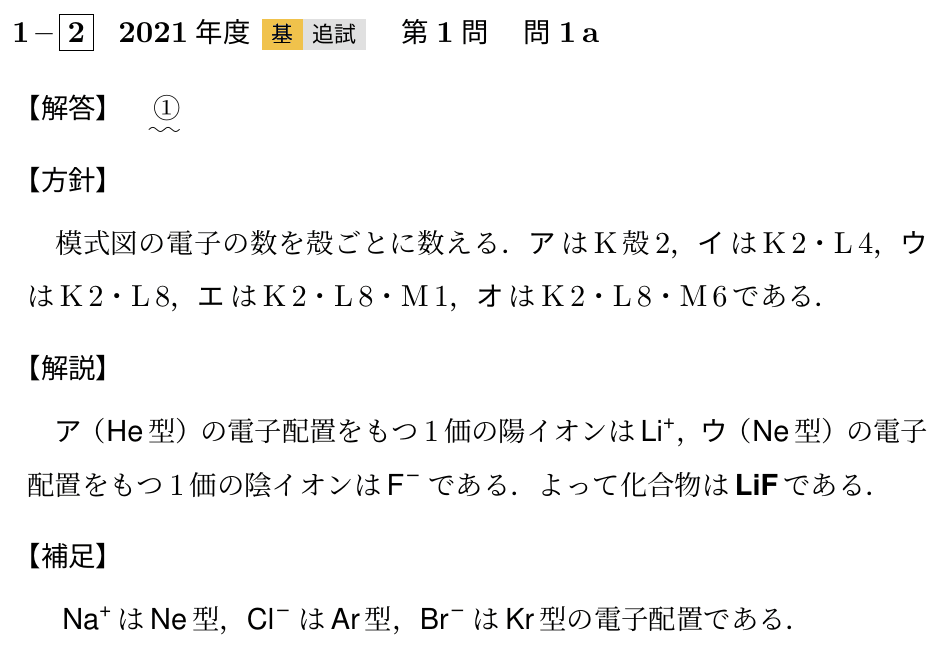 1－2 2021年度 基 追試 第1問 問1a
【解答】 ①
【方針】
模式図の電子の数を殻ごとに数える．アはK殻2，イはK2・L4，ウ
はK2・L8，エはK2・L8・M1，オはK2・L8・M6である．
【解説】
ア（He型）の電子配置をもつ1価の陽イオンはLi⁺，ウ（Ne型）の電子
配置をもつ1価の陰イオンはF⁻である．よって化合物はLiFである．
【補足】
Na⁺はNe型，Cl⁻はAr型，Br⁻はKr型の電子配置である．